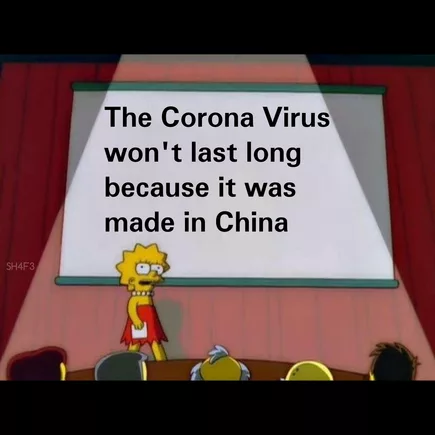 The Corona Virus
won't last long
because it was
made in China
SH4F3